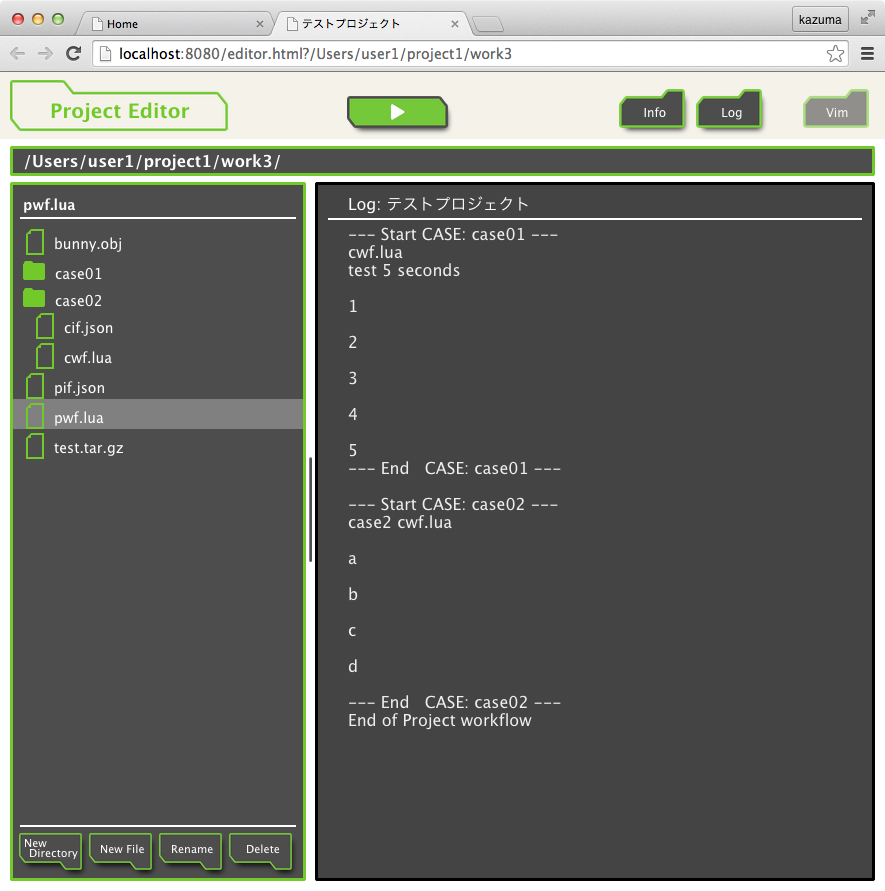 Home
テストプロジェクト
kazuma
localhost:8080/editor.html?/Users/user1/project1/work3
Project Editor
Info
Log
Vim
/Users/user1/project1/work3/
pwf.lua
bunny.obj
case01
case02
cif.json
cwf.lua
pif.json
pwf.lua
test.tar.gz
New
Directory
New File
Rename
Delete
Log: テストプロジェクト
--- Start CASE: case01 ---
cwf.lua
test 5 seconds
1
2
3
4
5
--- End   CASE: case01 ---
--- Start CASE: case02 ---
case2 cwf.lua
a
b
c
d
--- End   CASE: case02 ---
End of Project workflow